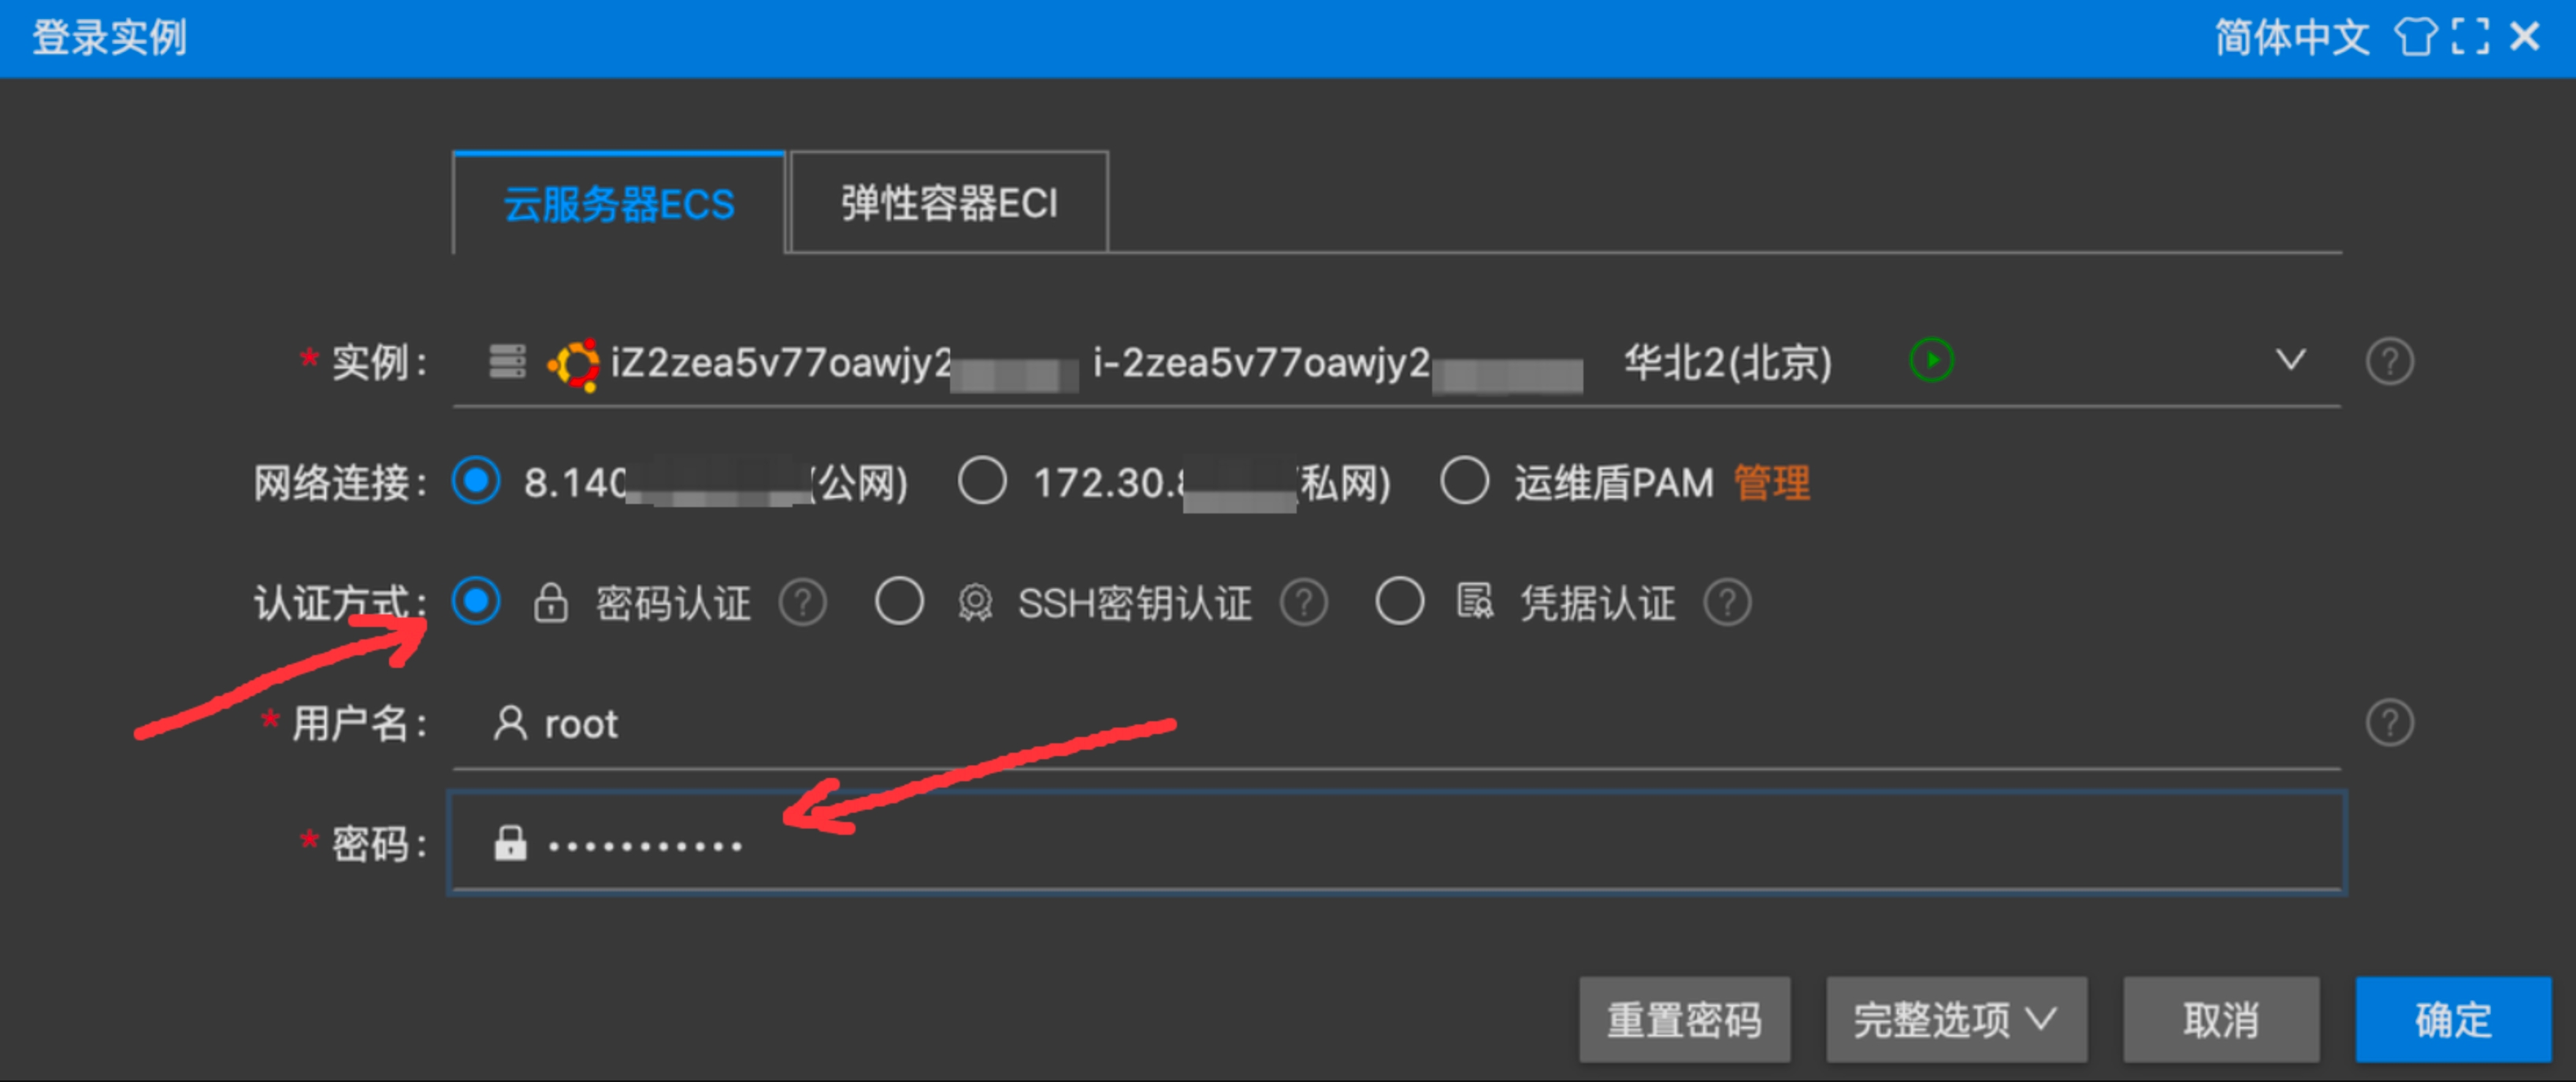 登录实例 简体中文
云服务器ECS 弹性容器ECI
* 实例: iZ2zea5v77oawjy2 i-2zea5v77oawjy2 华北2(北京) ?
网络连接: 8.140 (公网) 172.30. (私网) 运维盾PAM 管理
认证方式: 密码认证 ? SSH密钥认证 ? 凭据认证 ?
* 用户名: root ?
* 密码: ···········
重置密码 完整选项 取消 确定